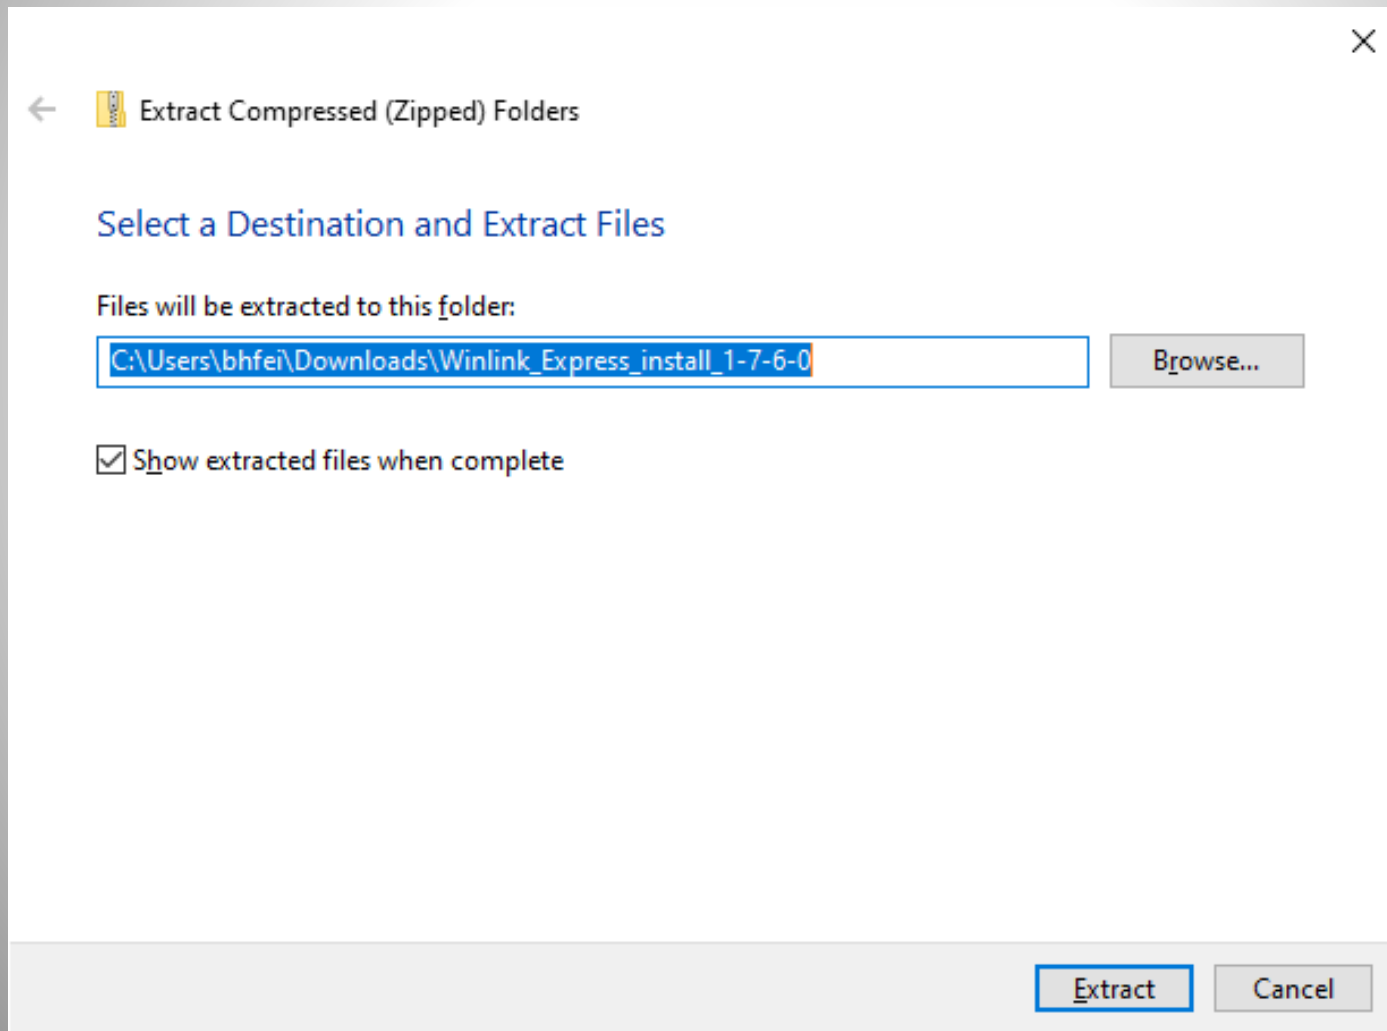 Extract Compressed (Zipped) Folders
Select a Destination and Extract Files
Files will be extracted to this folder:
C:\Users\bhfei\Downloads\Winlink_Express_install_1-7-6-0
Browse...
Show extracted files when complete
Extract
Cancel